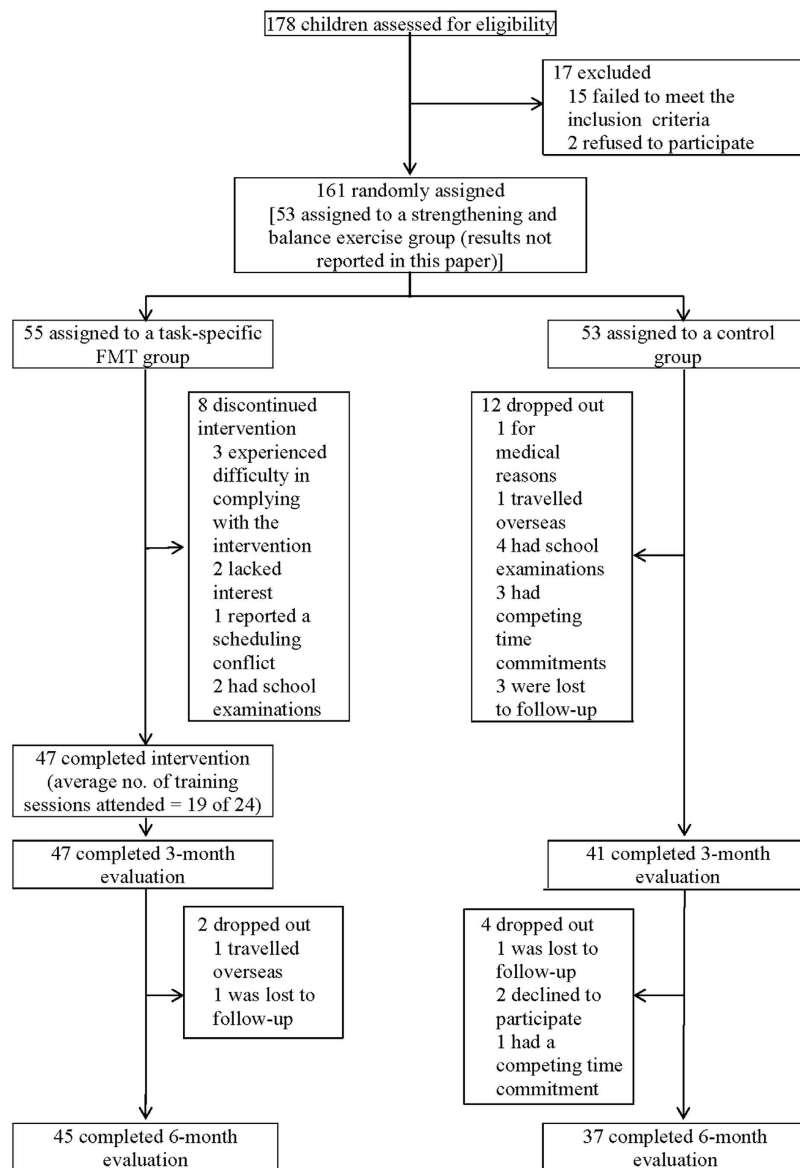 178 children assessed for eligibility
17 excluded
15 failed to meet the
inclusion criteria
2 refused to participate
161 randomly assigned
[53 assigned to a strengthening and
balance exercise group (results not
reported in this paper)]
55 assigned to a task-specific
FMT group
53 assigned to a control
group
8 discontinued
intervention
3 experienced
difficulty in
complying
with the
intervention
2 lacked
interest
1 reported a
scheduling
conflict
2 had school
examinations
12 dropped out
1 for
medical
reasons
1 travelled
overseas
4 had school
examinations
3 had
competing
time
commitments
3 were lost
to follow-up
47 completed intervention
(average no. of training
sessions attended = 19 of 24)
47 completed 3-month
evaluation
41 completed 3-month
evaluation
2 dropped out
1 travelled
overseas
1 was lost to
follow-up
4 dropped out
1 was lost to
follow-up
2 declined to
participate
1 had a
competing time
commitment
45 completed 6-month
evaluation
37 completed 6-month
evaluation